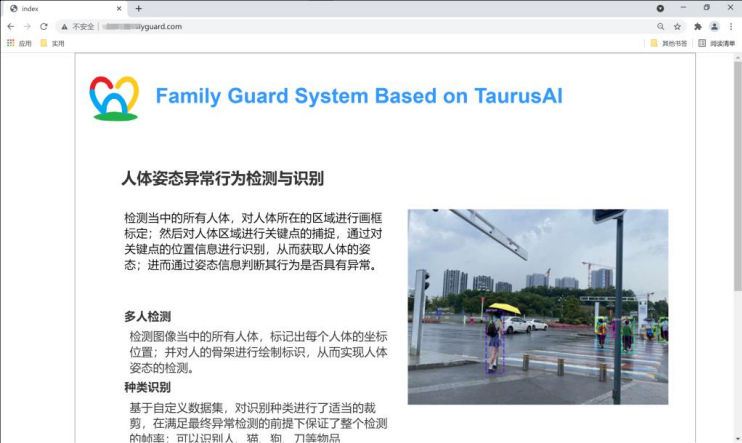 index
不安全
yguard.com
应用
实用
其他书签
阅读清单
Family Guard System Based on TaurusAI
人体姿态异常行为检测与识别
检测当中的所有人体，对人体所在的区域进行画框
标定；然后对人体区域进行关键点的捕捉，通过对
关键点的位置信息进行识别，从而获取人体的姿
态；进而通过姿态信息判断其行为是否具有异常。
多人检测
检测图像当中的所有人体，标记出每个人体的坐标
位置；并对人的骨架进行绘制标识，从而实现人体
姿态的检测。
种类识别
基于自定义数据集，对识别种类进行了适当的裁
剪，在满足最终异常检测的前提下保证了整个检测
的帧率；可以识别人、猫、狗、刀等物品